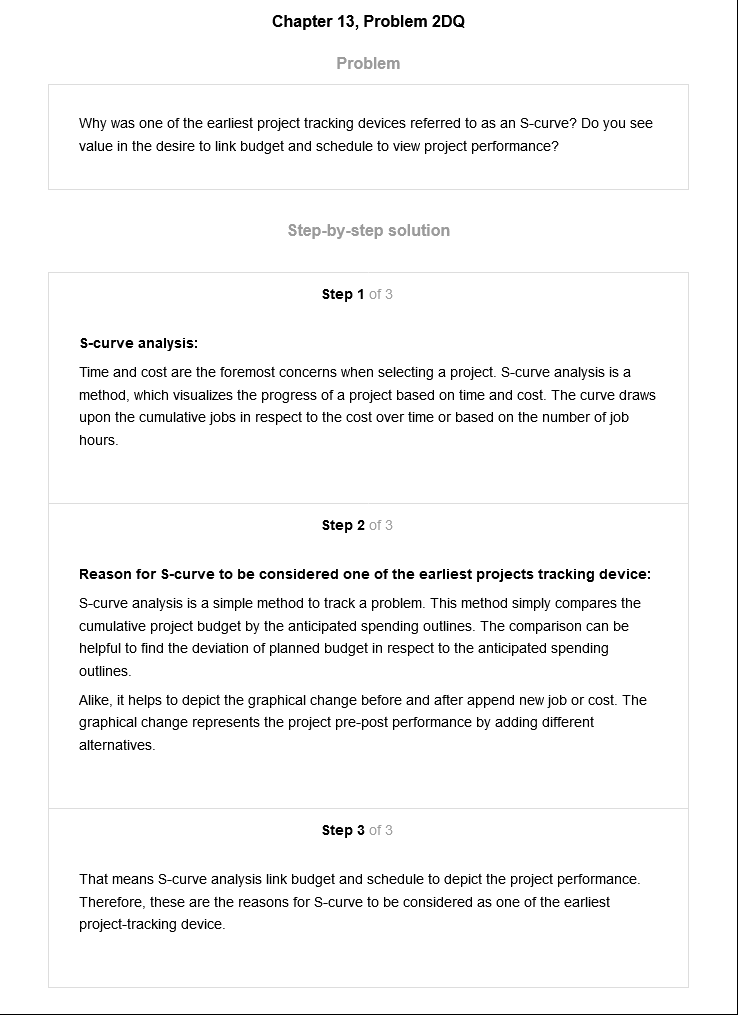 Chapter 13, Problem 2DQ
Problem
Why was one of the earliest project tracking devices referred to as an S-curve? Do you see
value in the desire to link budget and schedule to view project performance?
Step-by-step solution
Step 1 of 3
S-curve analysis:
Time and cost are the foremost concerns when selecting a project. S-curve analysis is a
method, which visualizes the progress of a project based on time and cost. The curve draws
upon the cumulative jobs in respect to the cost over time or based on the number of job
hours.
Step 2 of 3
Reason for S-curve to be considered one of the earliest projects tracking device:
S-curve analysis is a simple method to track a problem. This method simply compares the
cumulative project budget by the anticipated spending outlines. The comparison can be
helpful to find the deviation of planned budget in respect to the anticipated spending
outlines.
Alike, it helps to depict the graphical change before and after append new job or cost. The
graphical change represents the project pre-post performance by adding different
alternatives.
Step 3 of 3
That means S-curve analysis link budget and schedule to depict the project performance.
Therefore, these are the reasons for S-curve to be considered as one of the earliest
project-tracking device.